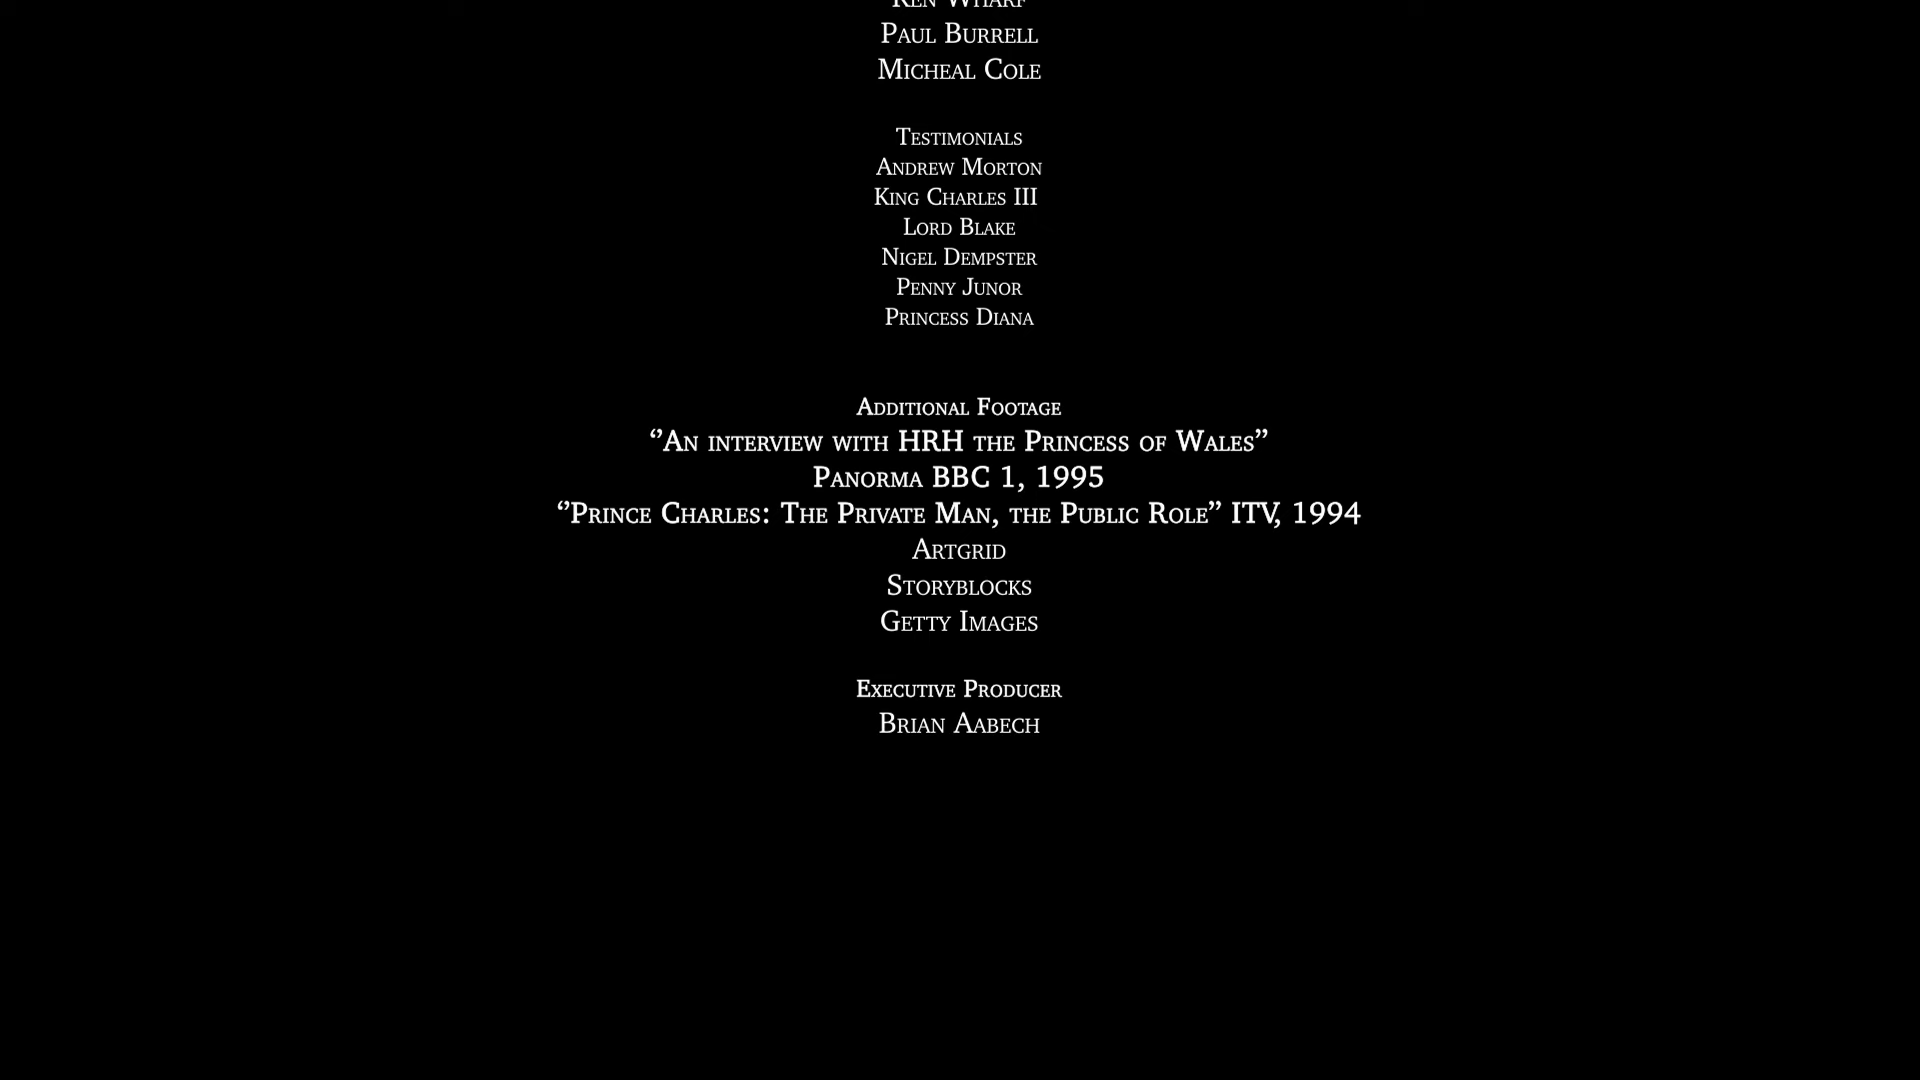 Ken Wharf
Paul Burrell
Micheal Cole
Testimonials
Andrew Morton
King Charles III
Lord Blake
Nigel Dempster
Penny Junor
Princess Diana
Additional Footage
‘’An interview with HRH the Princess of Wales’’
Panorma BBC 1, 1995
‘’Prince Charles: The Private Man, the Public Role’’ ITV, 1994
Artgrid
Storyblocks
Getty Images
Executive Producer
Brian Aabech